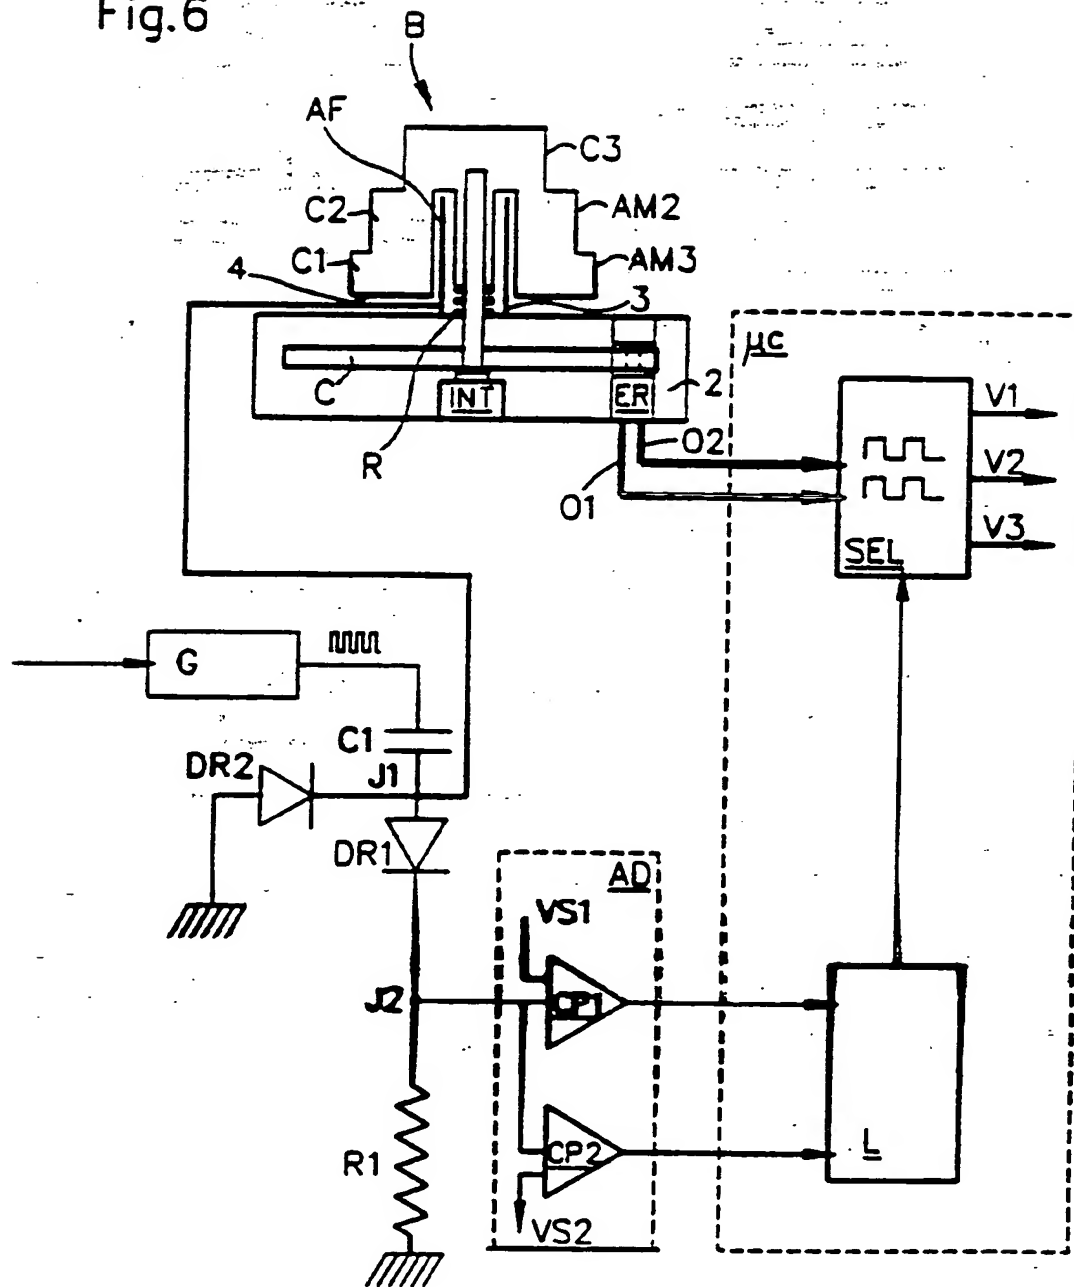 Fig.6
B
AF
C3
C2
AM2
C1
AM3
4
3
µc
C
INT
ER
2
V1
R
O2
V2
O1
V3
SEL
G
C1
DR2
J1
DR1
AD
VS1
J2
CP1
R1
CP2
L
VS2